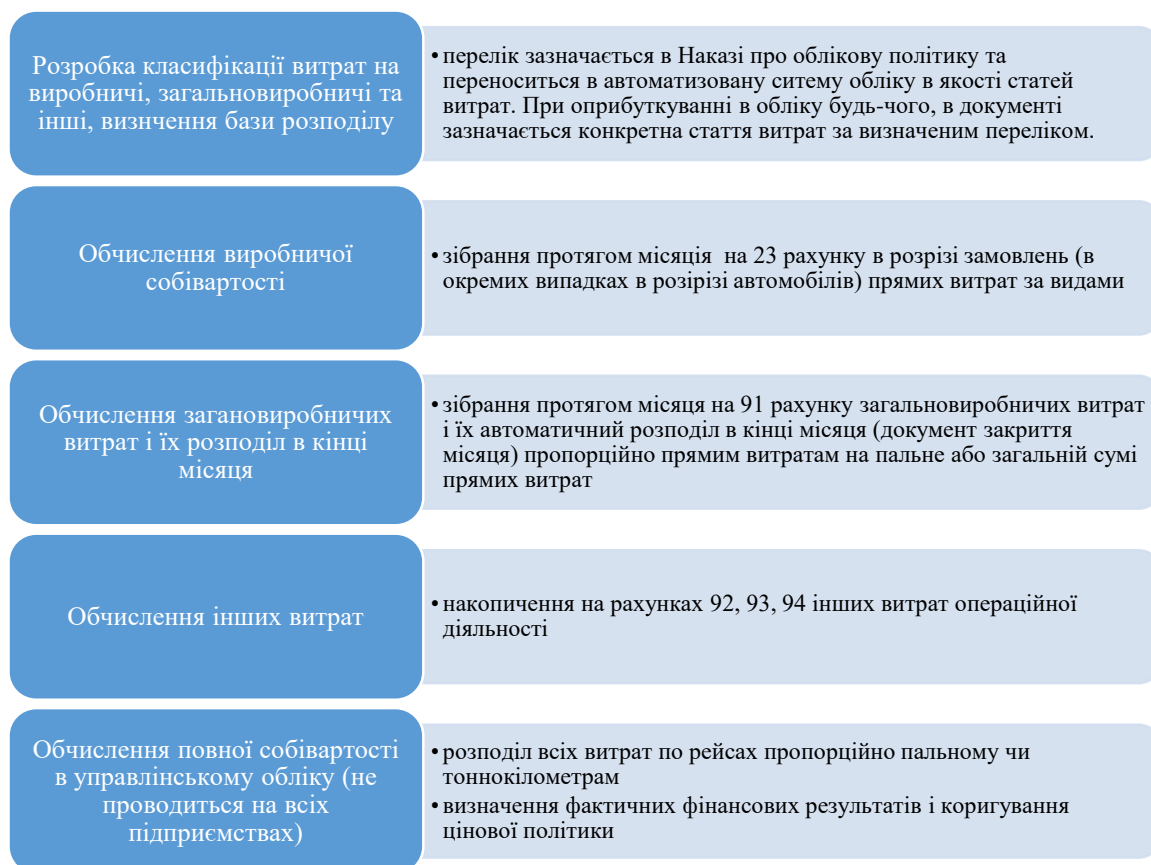 Розробка класифікації витрат на
виробничі, загальновиробничі та
інші, визнчення бази розподілу
• перелік зазначається в Наказі про облікову політику та
переноситься в автоматизовану ситему обліку в якості статей
витрат. При оприбуткуванні в обліку будь-чого, в документі
зазначається конкретна стаття витрат за визначеним переліком.
Обчислення виробничої
собівартості
• зібрання протягом місяція на 23 рахунку в розрізі замовлень (в
окремих випадках в розірізі автомобілів) прямих витрат за видами
Обчислення загановиробничих
витрат і їх розподіл в кінці
місяця
• зібрання протягом місяця на 91 рахунку загальновиробничих витрат
і їх автоматичний розподіл в кінці місяця (документ закриття
місяця) пропорційно прямим витратам на пальне або загальній сумі
прямих витрат
Обчислення інших витрат
• накопичення на рахунках 92, 93, 94 інших витрат операційної
діяльності
Обчислення повної собівартості
в управлінському обліку (не
проводиться на всіх
підприємствах)
• розподіл всіх витрат по рейсах пропорційно пальному чи
тоннокілометрам
• визначення фактичних фінансових результатів і коригування
цінової політики